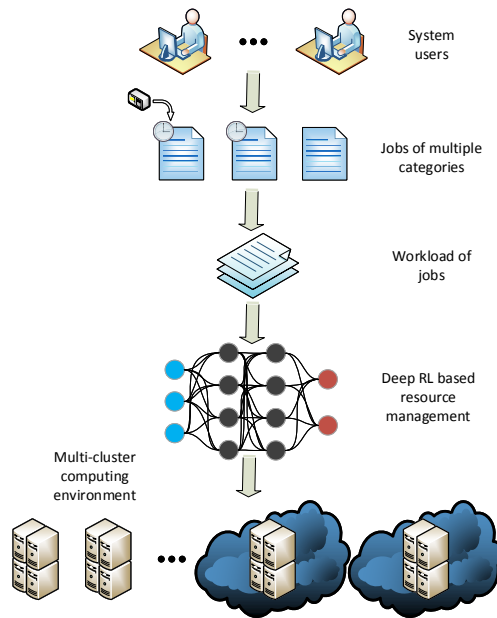 System
users
Jobs of multiple
categories
Workload of
jobs
Deep RL based
resource
management
Multi-cluster
computing
environment